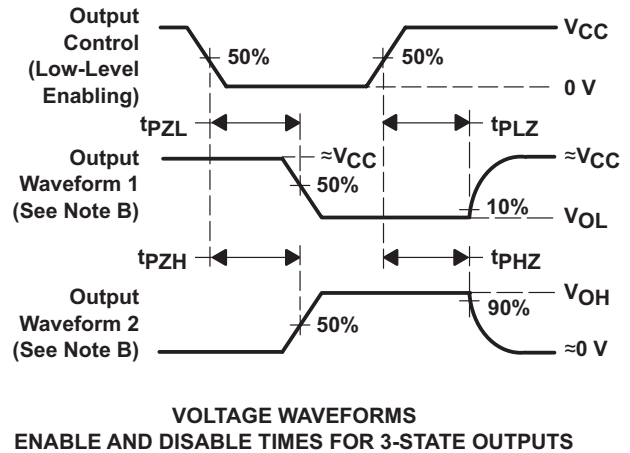 Output
Control
(Low-Level
Enabling)
50%
50%
VCC
0 V
tPZL
tPLZ
Output
Waveform 1
(See Note B)
≈VCC
50%
10%
≈VCC
VOL
tPZH
tPHZ
Output
Waveform 2
(See Note B)
50%
90%
VOH
≈0 V
VOLTAGE WAVEFORMS
ENABLE AND DISABLE TIMES FOR 3-STATE OUTPUTS